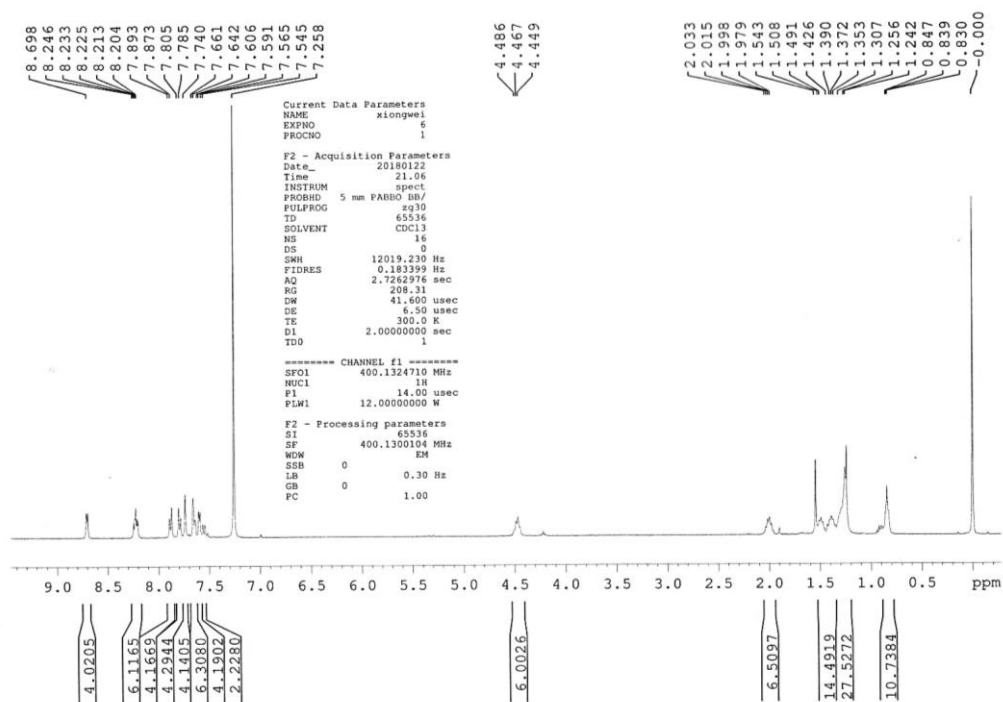 8.698
8.246
8.233
8.225
8.213
8.204
7.893
7.873
7.805
7.785
7.740
7.661
7.642
7.606
7.591
7.565
7.545
7.258
4.486
4.467
4.449
2.033
2.015
1.998
1.979
1.543
1.508
1.491
1.426
1.390
1.372
1.353
1.307
1.256
1.242
0.847
0.839
0.830
-0.000
Current Data Parameters
NAME xiongwei
EXPNO 6
PROCNO 1
F2 - Acquisition Parameters
Date_ 20180122
Time 21.06
INSTRUM spect
PROBHD 5 mm PABBO BB/
PULPROG zg30
TD 65536
SOLVENT CDCl3
NS 16
DS 0
SWH 12019.230 Hz
FIDRES 0.183399 Hz
AQ 2.7262976 sec
RG 208.31
DW 41.600 usec
DE 6.50 usec
TE 300.0 K
D1 2.00000000 sec
TD0 1
======== CHANNEL f1 ========
SFO1 400.1324710 MHz
NUC1 1H
P1 14.00 usec
PLW1 12.00000000 W
F2 - Processing parameters
SI 65536
SF 400.1300104 MHz
WDW EM
SSB 0
LB 0.30 Hz
GB 0
PC 1.00
9.0 8.5 8.0 7.5 7.0 6.5 6.0 5.5 5.0 4.5 4.0 3.5 3.0 2.5 2.0 1.5 1.0 0.5 ppm
4.0205
6.1165
4.1669
4.2944
4.1405
6.3080
4.1902
2.2280
6.0026
6.5097
14.4919
27.5272
10.7384